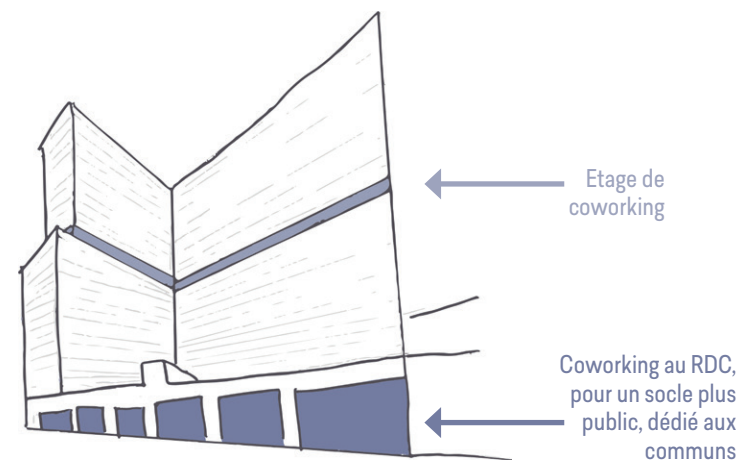 Etage de
coworking
Coworking au RDC,
pour un socle plus
public, dédié aux
communs